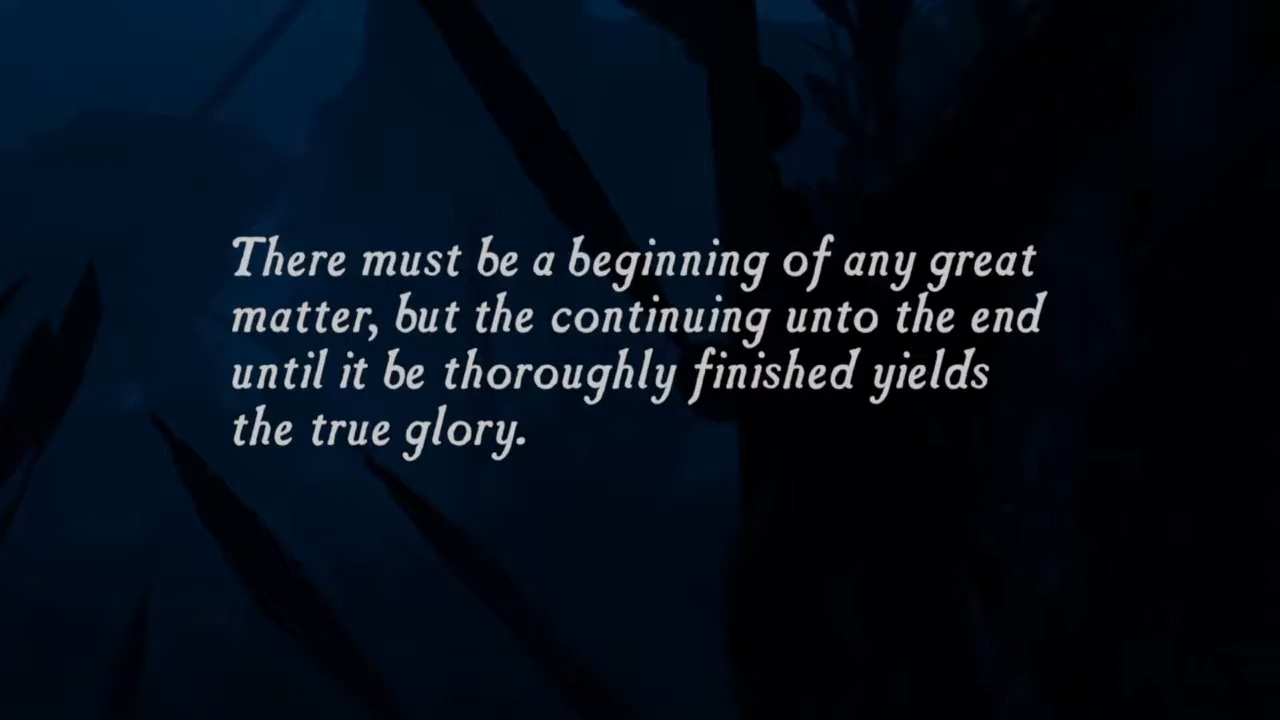 There must be a beginning of any great
matter, but the continuing unto the end
until it be thoroughly finished yields
the true glory.